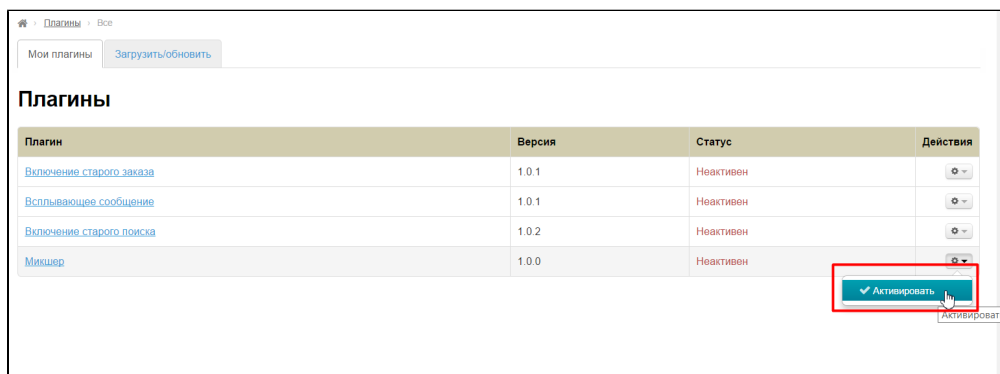 Плагины › Все
Мои плагины Загрузить/обновить
Плагины
Плагин Версия Статус Действия
Включение старого заказа 1.0.1 Неактивен
Всплывающее сообщение 1.0.1 Неактивен
Включение старого поиска 1.0.2 Неактивен
Микшер 1.0.0 Неактивен
Активировать
Активироват